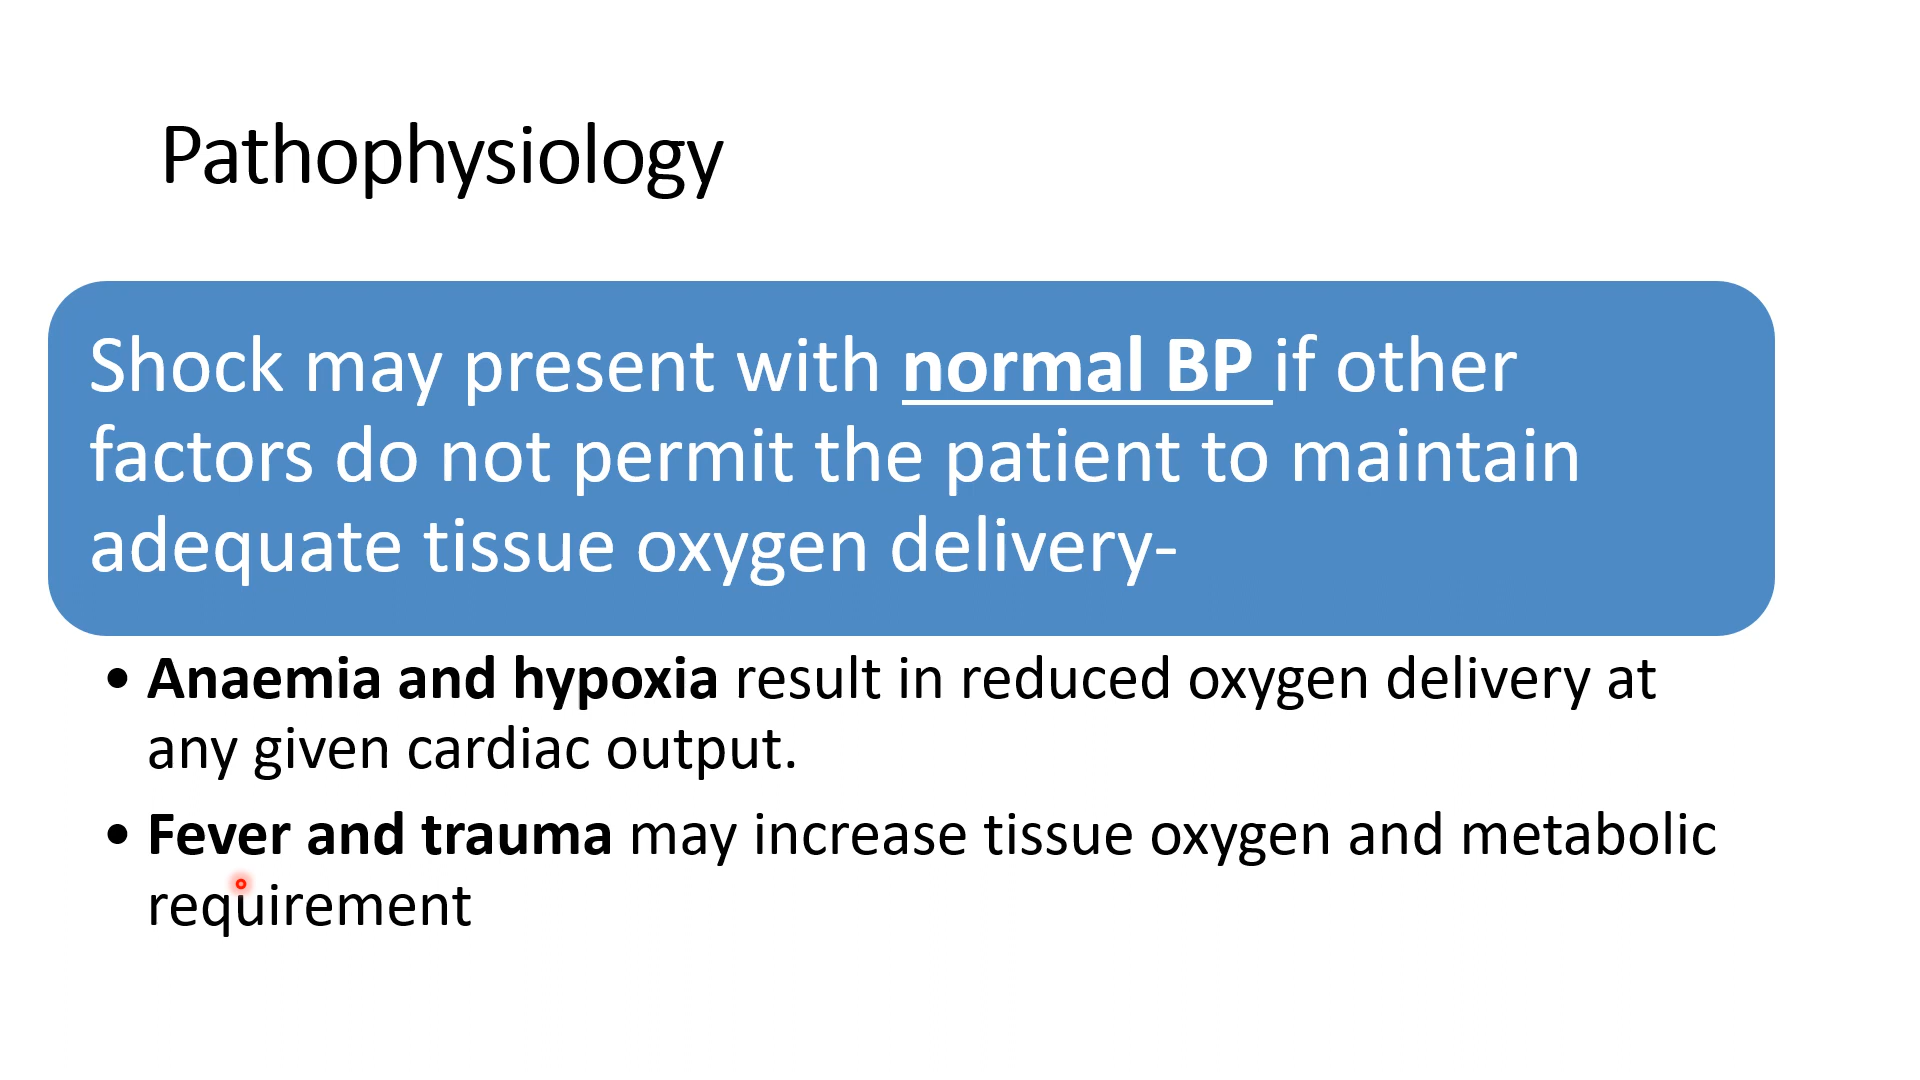 Pathophysiology
Shock may present with normal BP if other
factors do not permit the patient to maintain
adequate tissue oxygen delivery-
• Anaemia and hypoxia result in reduced oxygen delivery at
any given cardiac output.
• Fever and trauma may increase tissue oxygen and metabolic
requirement